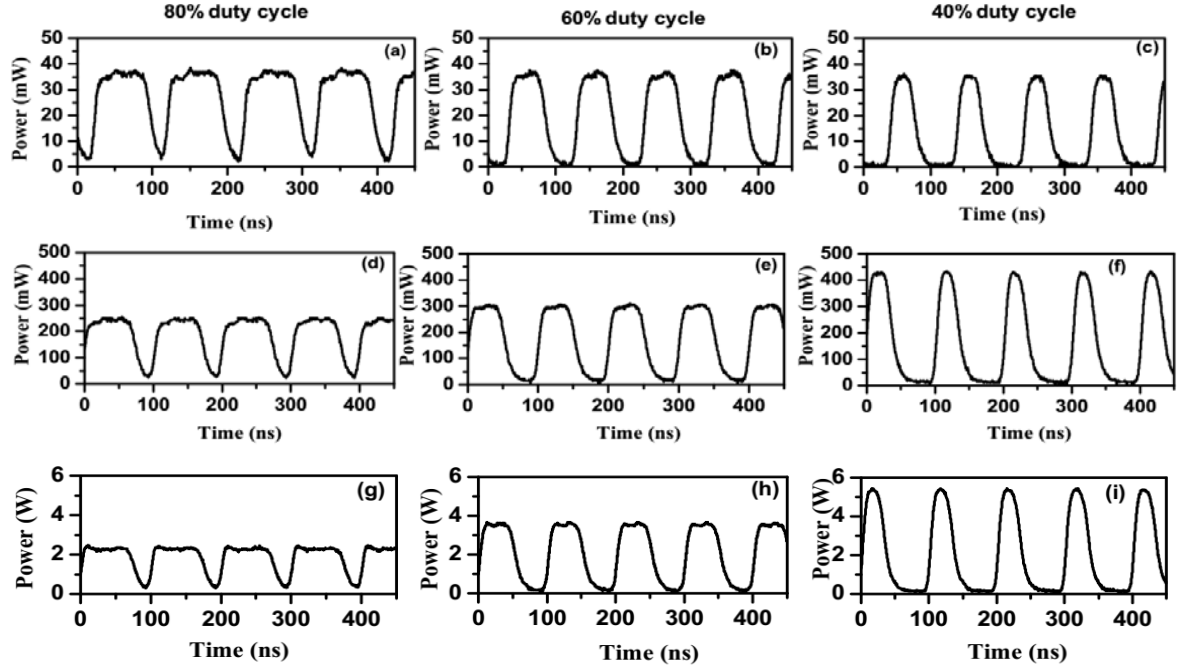 80% duty cycle 60% duty cycle 40% duty cycle
50 (a) 50 (b) 50 (c)
40 40 40
30 30 30
20 20 20
10 10 10
0 0 0
Power (mW) Power (mW) Power (mW)
0 100 200 300 400 0 100 200 300 400 0 100 200 300 400
Time (ns) Time (ns) Time (ns)
500 (d) 500 (e) 500 (f)
400 400 400
300 300 300
200 200 200
100 100 100
0 0 0
Power (mW) Power (mW) Power (mW)
0 100 200 300 400 0 100 200 300 400 0 100 200 300 400
Time (ns) Time (ns) Time (ns)
6 (g) 6 (h) 6 (i)
4 4 4
2 2 2
0 0 0
Power (W) Power (W) Power (W)
0 100 200 300 400 0 100 200 300 400 0 100 200 300 400
Time (ns) Time (ns) Time (ns)